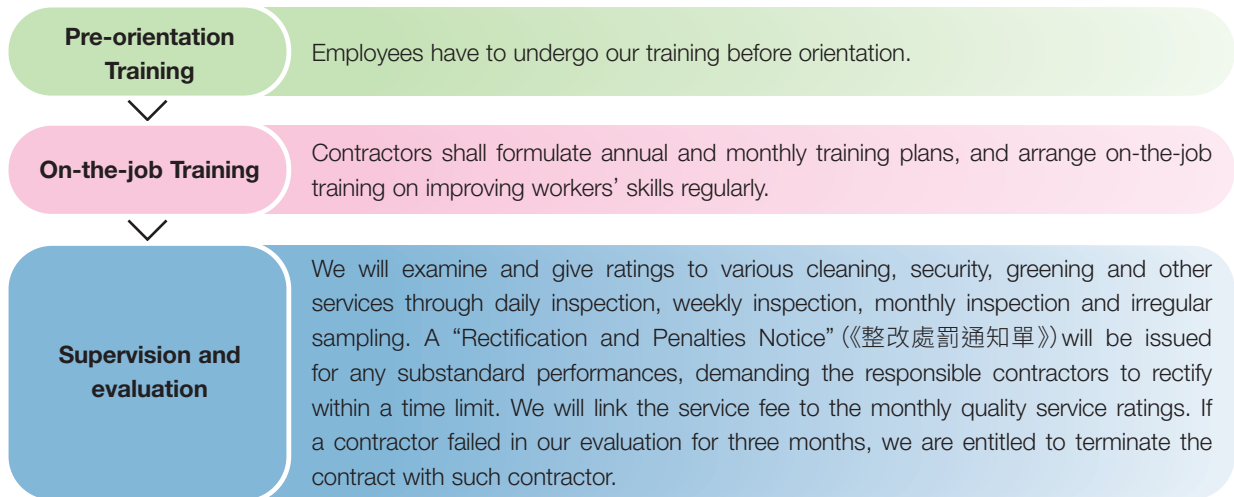 Pre-orientation
Training
Employees have to undergo our training before orientation.
On-the-job Training
Contractors shall formulate annual and monthly training plans, and arrange on-the-job
training on improving workers’ skills regularly.
Supervision and
evaluation
We will examine and give ratings to various cleaning, security, greening and other
services through daily inspection, weekly inspection, monthly inspection and irregular
sampling. A “Rectification and Penalties Notice” (《整改處罰通知單》) will be issued
for any substandard performances, demanding the responsible contractors to rectify
within a time limit. We will link the service fee to the monthly quality service ratings. If
a contractor failed in our evaluation for three months, we are entitled to terminate the
contract with such contractor.